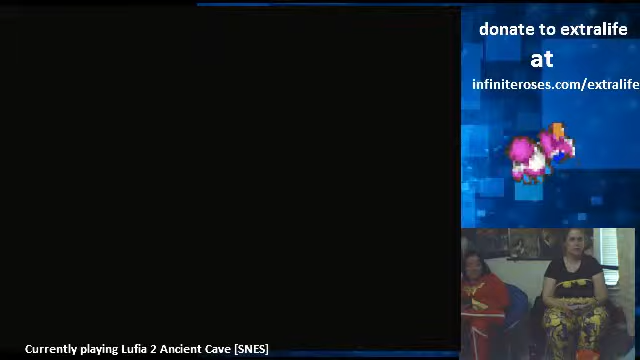 donate to extralife
at
infiniteroses.com/extralife
Currently playing Lufia 2 Ancient Cave [SNES]